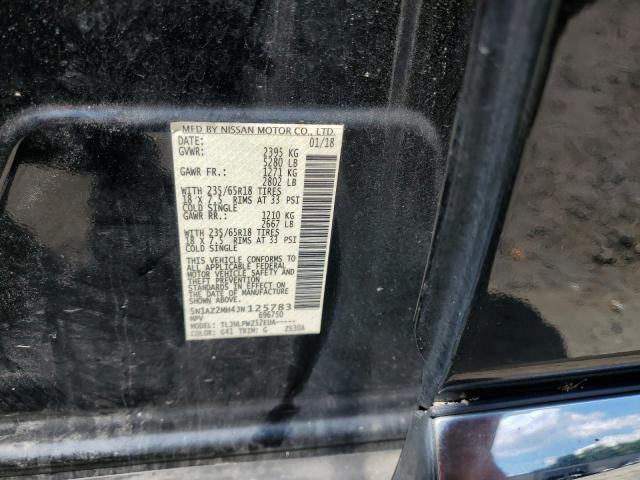 MFD BY NISSAN MOTOR CO., LTD.
DATE: 01/18
GVWR: 2395 KG
5280 LB
GAWR FR.: 1271 KG
2802 LB
WITH 235/65R18 TIRES
18 X 7.5 RIMS AT 33 PSI
COLD SINGLE
GAWR RR.: 1210 KG
2667 LB
WITH 235/65R18 TIRES
18 X 7.5 RIMS AT 33 PSI
COLD SINGLE
THIS VEHICLE CONFORMS TO
ALL APPLICABLE FEDERAL
MOTOR VEHICLE SAFETY AND
THEFT PREVENTION
STANDARDS IN EFFECT ON
THE DATE OF MANUFACTURE
SHOWN ABOVE.
5N1AZ2MH4JN125783
MPV 696750
MODEL: TLJNLPWZ52EUA-----
COLOR: G41 TRIM: G Z530A